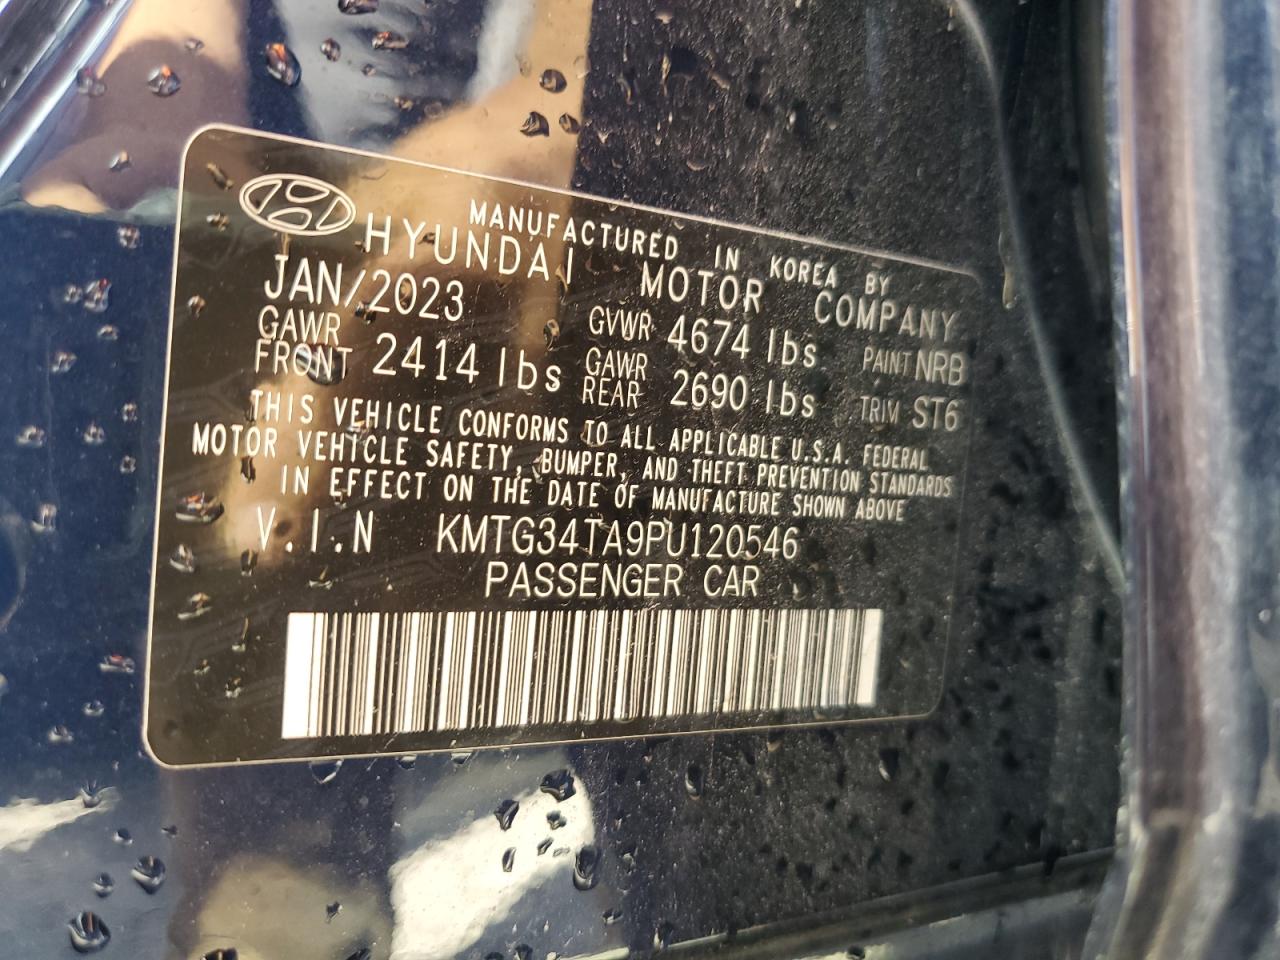 MANUFACTURED IN KOREA BY
HYUNDAI MOTOR COMPANY
JAN/2023 GVWR 4674 lbs PAINT NRB
GAWR FRONT 2414 lbs GAWR REAR 2690 lbs TRIM ST6
THIS VEHICLE CONFORMS TO ALL APPLICABLE U.S.A. FEDERAL
MOTOR VEHICLE SAFETY, BUMPER, AND THEFT PREVENTION STANDARDS
IN EFFECT ON THE DATE OF MANUFACTURE SHOWN ABOVE
V.I.N KMTG34TA9PU120546
PASSENGER CAR